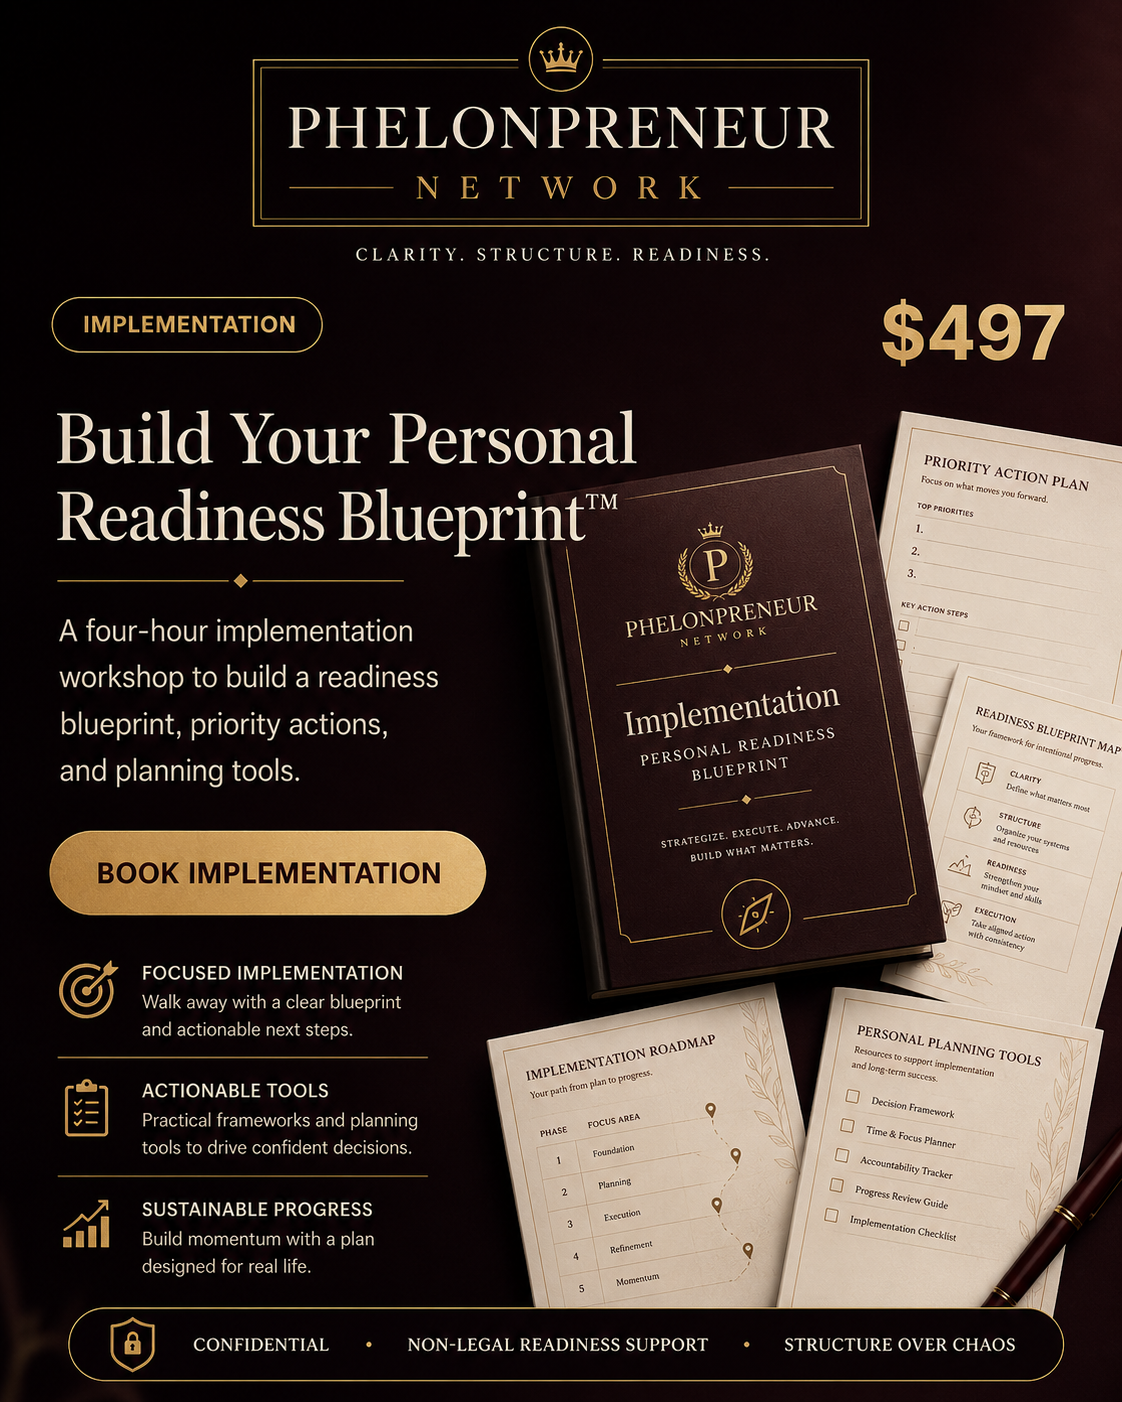 PHELONPRENEUR
NETWORK
CLARITY. STRUCTURE. READINESS.
IMPLEMENTATION
$497
Build Your Personal
Readiness Blueprint™
A four-hour implementation
workshop to build a readiness
blueprint, priority actions,
and planning tools.
BOOK IMPLEMENTATION
FOCUSED IMPLEMENTATION
Walk away with a clear blueprint
and actionable next steps.
ACTIONABLE TOOLS
Practical frameworks and planning
tools to drive confident decisions.
SUSTAINABLE PROGRESS
Build momentum with a plan
designed for real life.
P
PHELONPRENEUR
NETWORK
Implementation
PERSONAL READINESS
BLUEPRINT
STRATEGIZE. EXECUTE. ADVANCE.
BUILD WHAT MATTERS.
PRIORITY ACTION PLAN
Focus on what moves you forward.
TOP PRIORITIES
1.
2.
3.
KEY ACTION STEPS
READINESS BLUEPRINT MAP
Your framework for intentional progress.
CLARITY
Define what matters most
STRUCTURE
Organize your systems
and resources
READINESS
Strengthen your
mindset and skills
EXECUTION
Take aligned action
with consistency
IMPLEMENTATION ROADMAP
Your path from plan to progress.
PHASE FOCUS AREA
1 Foundation
2 Planning
3 Execution
4 Refinement
5 Momentum
PERSONAL PLANNING TOOLS
Resources to support implementation
and long-term success.
Decision Framework
Time & Focus Planner
Accountability Tracker
Progress Review Guide
Implementation Checklist
CONFIDENTIAL • NON-LEGAL READINESS SUPPORT • STRUCTURE OVER CHAOS